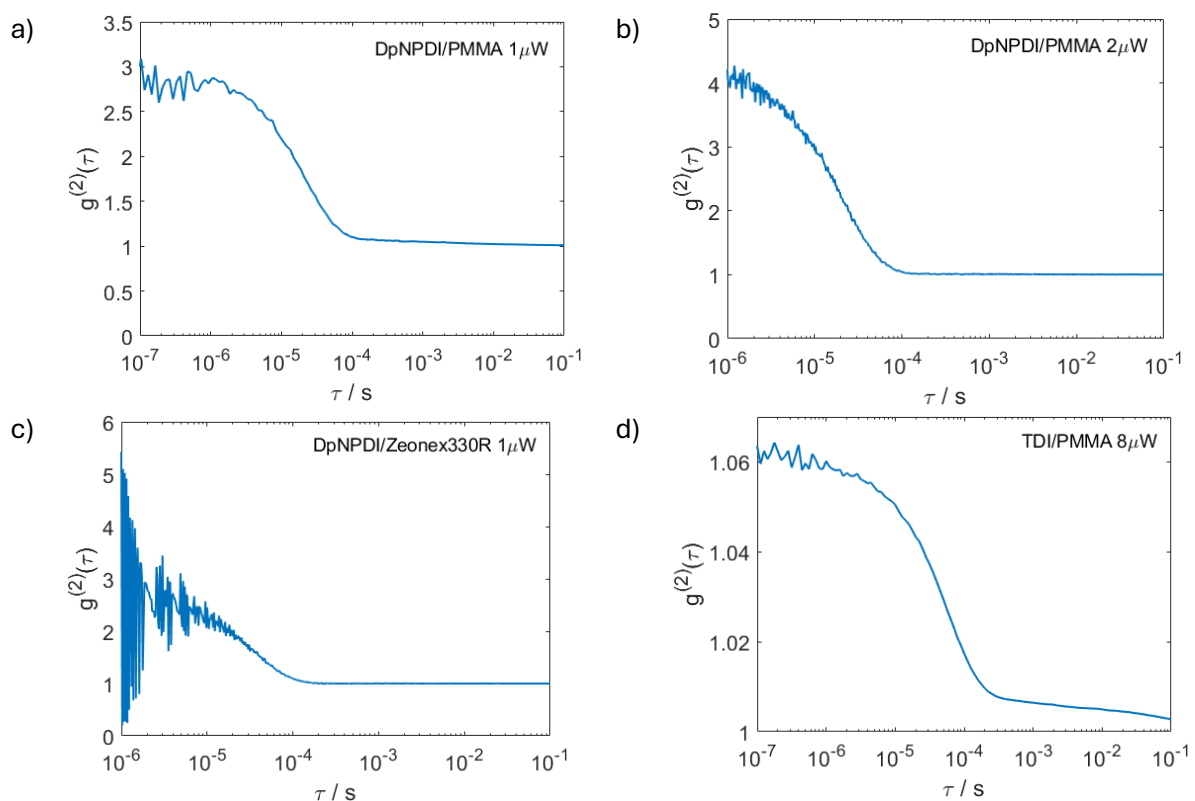 a)
3.5
3
2.5
2
1.5
1
0.5
0
g(2)(τ)
DpNPDI/PMMA 1μW
10-7 10-6 10-5 10-4 10-3 10-2 10-1
τ / s
b)
5
4
3
2
1
0
g(2)(τ)
DpNPDI/PMMA 2μW
10-6 10-5 10-4 10-3 10-2 10-1
τ / s
c)
6
5
4
3
2
1
0
g(2)(τ)
DpNPDI/Zeonex330R 1μW
10-6 10-5 10-4 10-3 10-2 10-1
τ / s
d)
1.06
1.04
1.02
1
g(2)(τ)
TDI/PMMA 8μW
10-7 10-6 10-5 10-4 10-3 10-2 10-1
τ / s